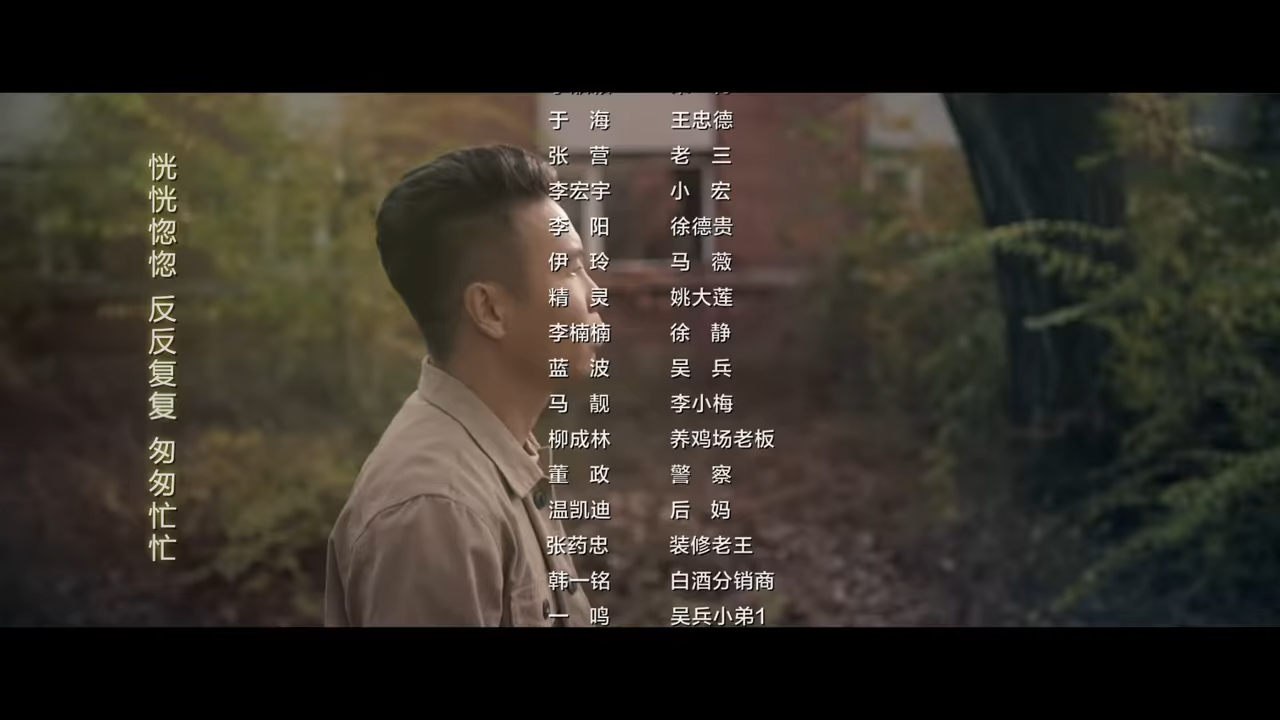 恍恍惚惚 反反复复 匆匆忙忙
于 海 王忠德
张 营 老 三
李宏宇 小 宏
李 阳 徐德贵
伊 玲 马 薇
精 灵 姚大莲
李楠楠 徐 静
蓝 波 吴 兵
马 靓 李小梅
柳成林 养鸡场老板
董 政 警 察
温凯迪 后 妈
张药忠 装修老王
韩一铭 白酒分销商
一 鸣 吴兵小弟1